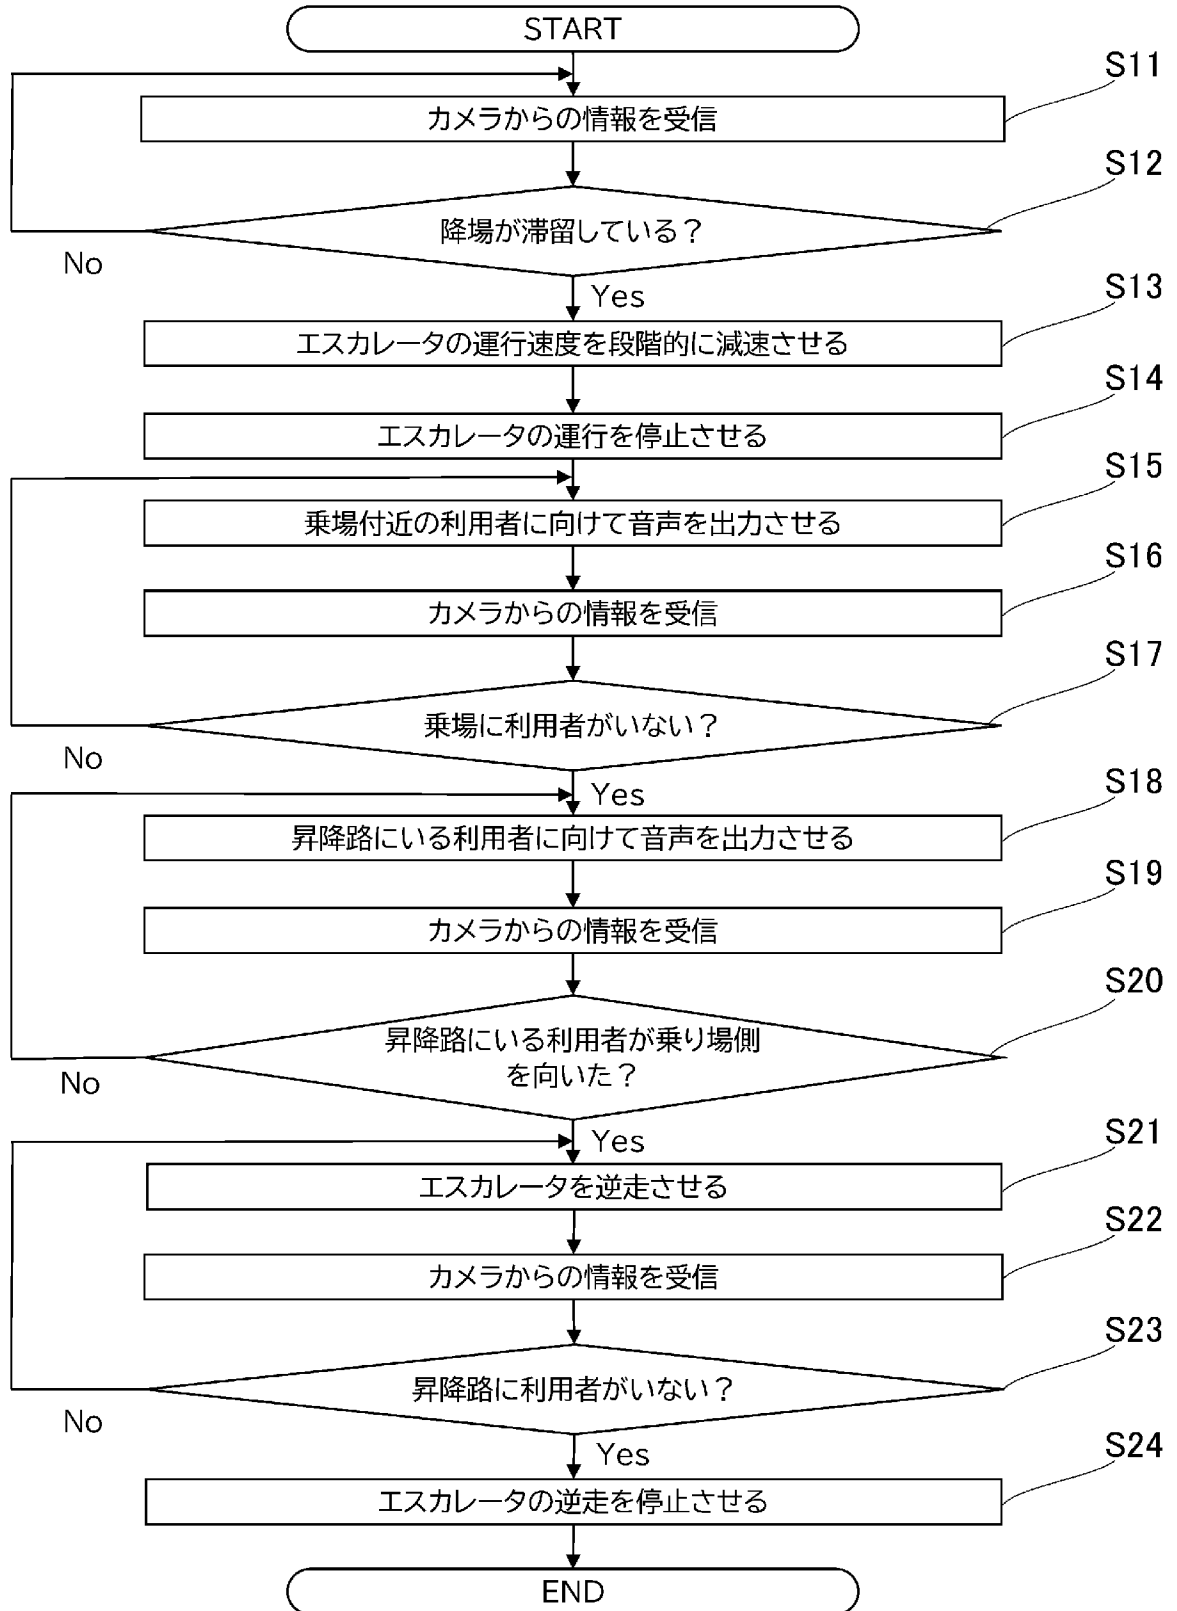 START
S11
カメラからの情報を受信
S12
降場が滞留している？
No
Yes
S13
エスカレータの運行速度を段階的に減速させる
S14
エスカレータの運行を停止させる
S15
乗場付近の利用者に向けて音声を出力させる
S16
カメラからの情報を受信
S17
乗場に利用者がいない？
No
Yes
S18
昇降路にいる利用者に向けて音声を出力させる
S19
カメラからの情報を受信
S20
昇降路にいる利用者が乗り場側
を向いた？
No
Yes
S21
エスカレータを逆走させる
S22
カメラからの情報を受信
S23
昇降路に利用者がいない？
No
Yes
S24
エスカレータの逆走を停止させる
END